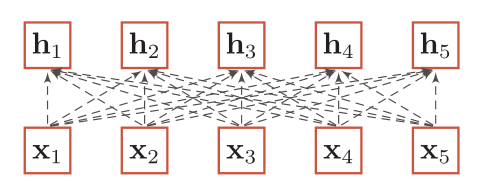 h₁ h₂ h₃ h₄ h₅
x₁ x₂ x₃ x₄ x₅